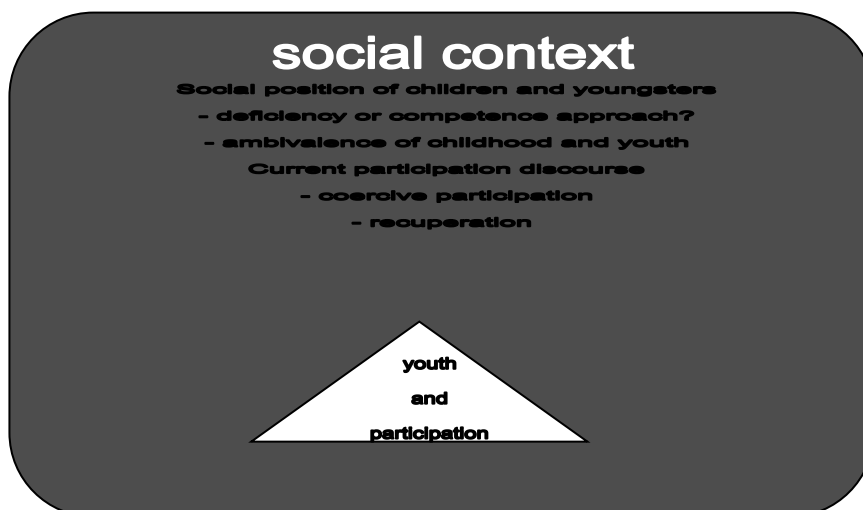 social context
Social position of children and youngsters
- deficiency or competence approach?
- ambivalence of childhood and youth
Current participation discourse
- coercive participation
- recuperation
youth
and
participation